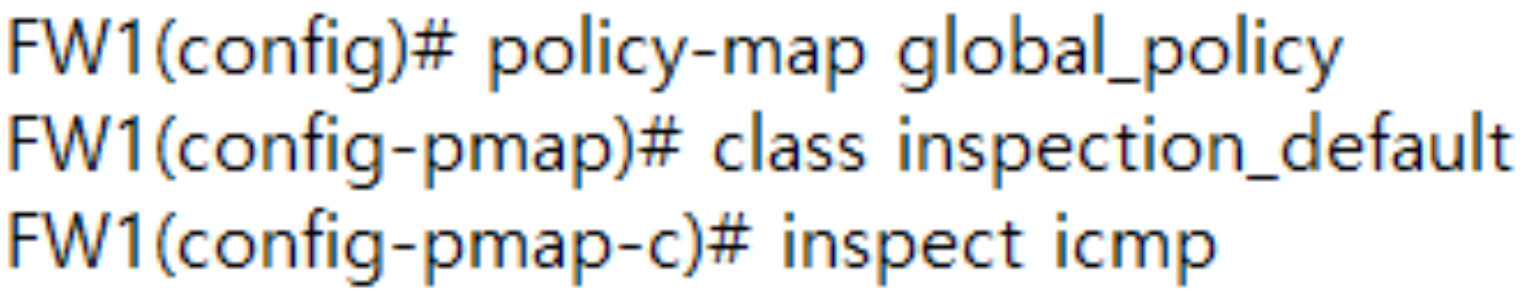 FW1(config)# policy-map global_policy
FW1(config-pmap)# class inspection_default
FW1(config-pmap-c)# inspect icmp